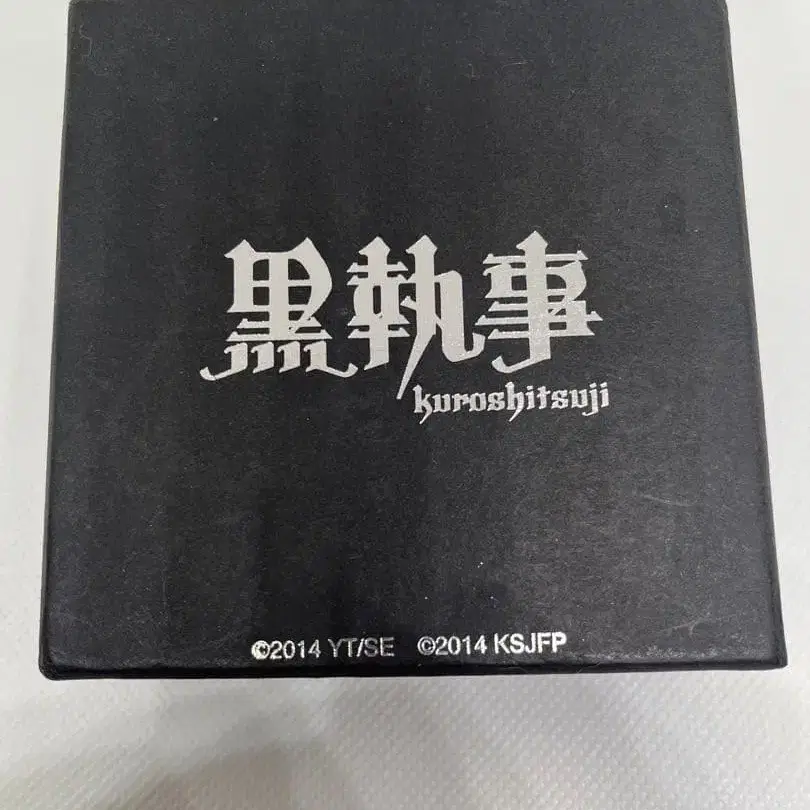 黒執事
kuroshitsuji
©2014 YT/SE ©2014 KSJFP